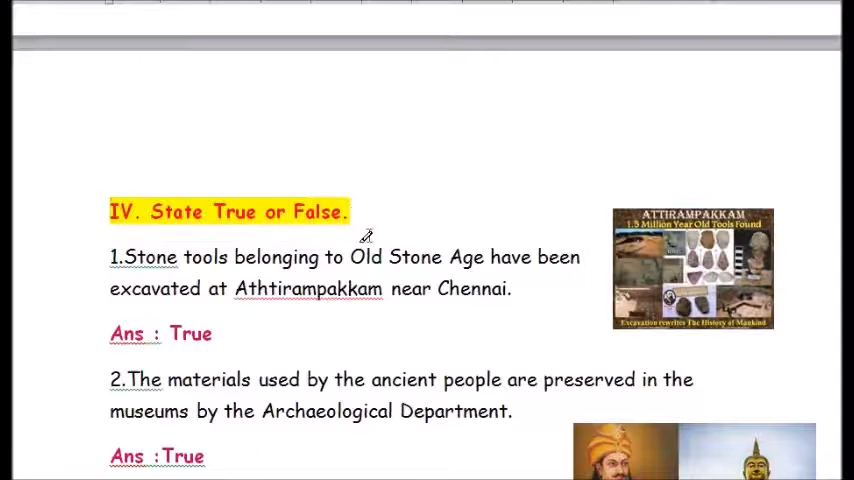 IV. State True or False.
ATTIRAMPAKKAM
1.5 Million Year Old Tools Found
1.Stone tools belonging to Old Stone Age have been
excavated at Athtirampakkam near Chennai.
Excavation rewrites The History of Mankind
Ans : True
2.The materials used by the ancient people are preserved in the
museums by the Archaeological Department.
Ans :True